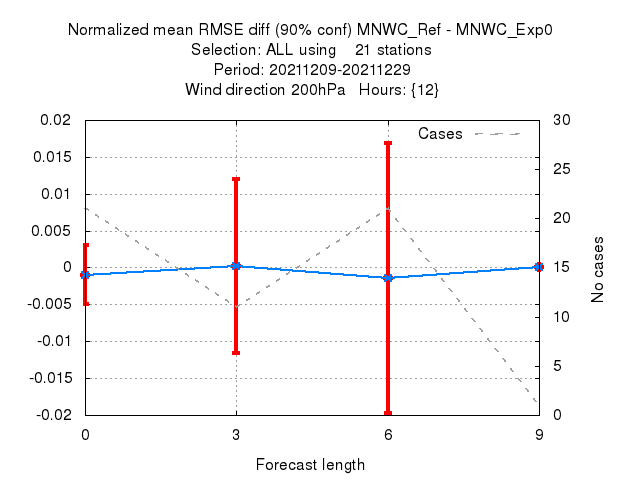 Normalized mean RMSE diff (90% conf) MNWC_Ref - MNWC_Exp0
Selection: ALL using    21 stations
Period: 20211209-20211229
Wind direction 200hPa   Hours: {12}
Cases
0.02
0.015
0.01
0.005
0
-0.005
-0.01
-0.015
-0.02
30
25
20
15
10
5
0
No cases
0 3 6 9
Forecast length